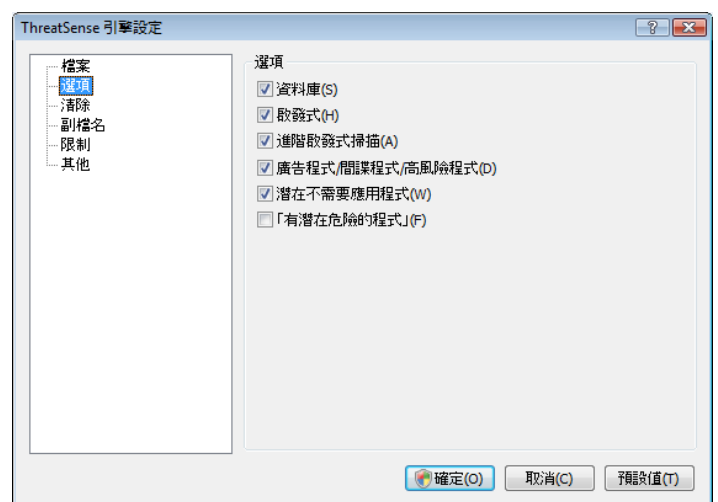 ThreatSense 引擎設定
檔案
選項
清除
副檔名
限制
其他
選項
資料庫(S)
啟發式(H)
進階啟發式掃描(A)
廣告程式/間諜程式/高風險程式(D)
潛在不需要應用程式(W)
「有潛在危險的程式」(F)
確定(O)
取消(C)
預設值(T)